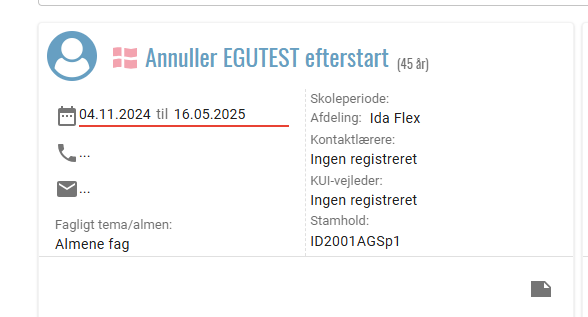 Annuller EGUTEST efterstart (45 år)
04.11.2024 til 16.05.2025
...
...
Fagligt tema/almen:
Almene fag
Skoleperiode:
Afdeling: Ida Flex
Kontaktlærere:
Ingen registreret
KUI-vejleder:
Ingen registreret
Stamhold:
ID2001AGSp1